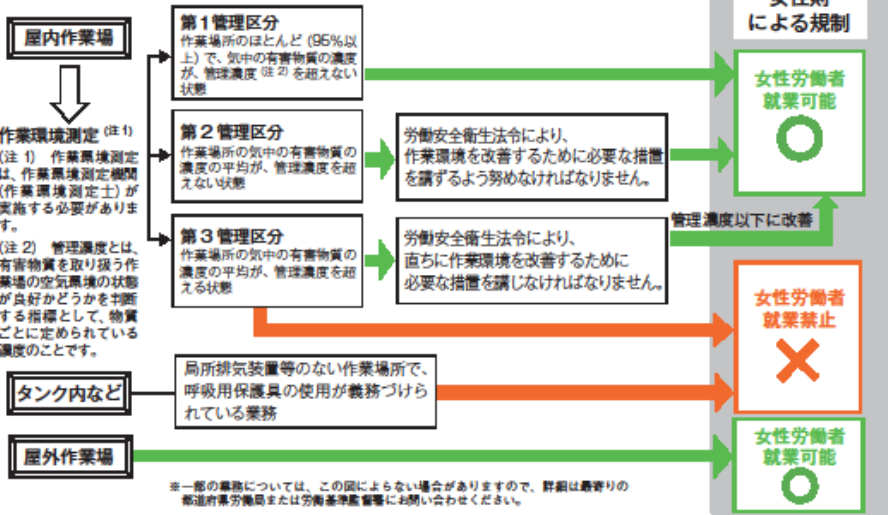 女性則
による規制
屋内作業場
作業環境測定(注1)
(注 1)　作業環境測定
は、作業環境測定機関
(作業環境測定士)が
実施する必要がありま
す。
(注 2)　管理濃度とは、
有害物質を取り扱う作
業場の空気環境の状態
が良好かどうかを判断
する指標として、物質
ごとに定められている
濃度のことです。
第1管理区分
作業場所のほとんど(95%以
上)で、気中の有害物質の濃度
が、管理濃度(注2)を超えない
状態
第2管理区分
作業場所の気中の有害物質の
濃度の平均が、管理濃度を超
えない状態
労働安全衛生法令により、
作業環境を改善するために必要な措置
を講ずるよう努めなければなりません。
第3管理区分
作業場所の気中の有害物質の
濃度の平均が、管理濃度を超
える状態
労働安全衛生法令により、
直ちに作業環境を改善するために
必要な措置を講じなければなりません。
管理濃度以下に改善
女性労働者
就業可能
女性労働者
就業禁止
タンク内など
局所排気装置等のない作業場所で、
呼吸用保護具の使用が義務づけら
れている業務
屋外作業場
女性労働者
就業可能
※一部の業務については、この図によらない場合がありますので、詳細は最寄りの
都道府県労働局または労働基準監督署にお問い合わせください。